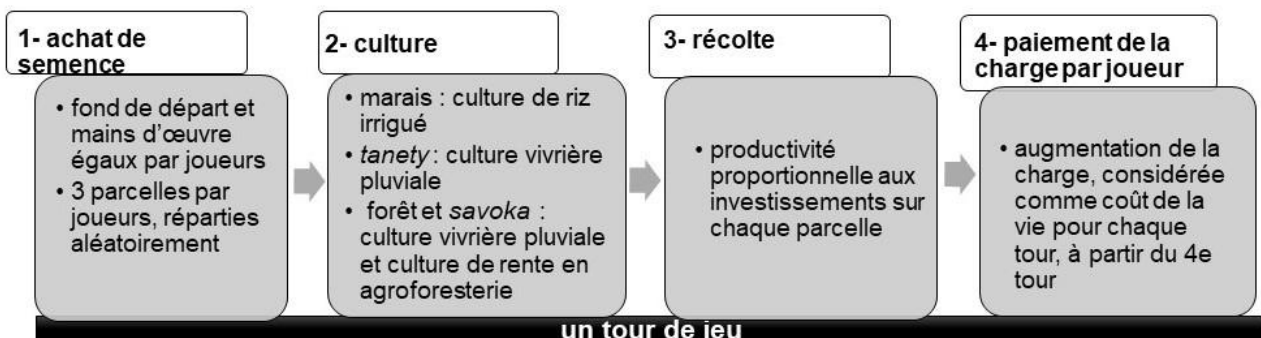 1- achat de
semence
• fond de départ et
mains d’œuvre
égaux par joueurs
• 3 parcelles par
joueurs, réparties
aléatoirement
2- culture
• marais : culture de riz
irrigué
• tanety : culture vivrière
pluviale
• forêt et savoka :
culture vivrière pluviale
et culture de rente en
agroforesterie
3- récolte
• productivité
proportionnelle aux
investissements sur
chaque parcelle
4- paiement de la
charge par joueur
• augmentation de la
charge, considérée
comme coût de la
vie pour chaque
tour, à partir du 4e
tour
un tour de jeu